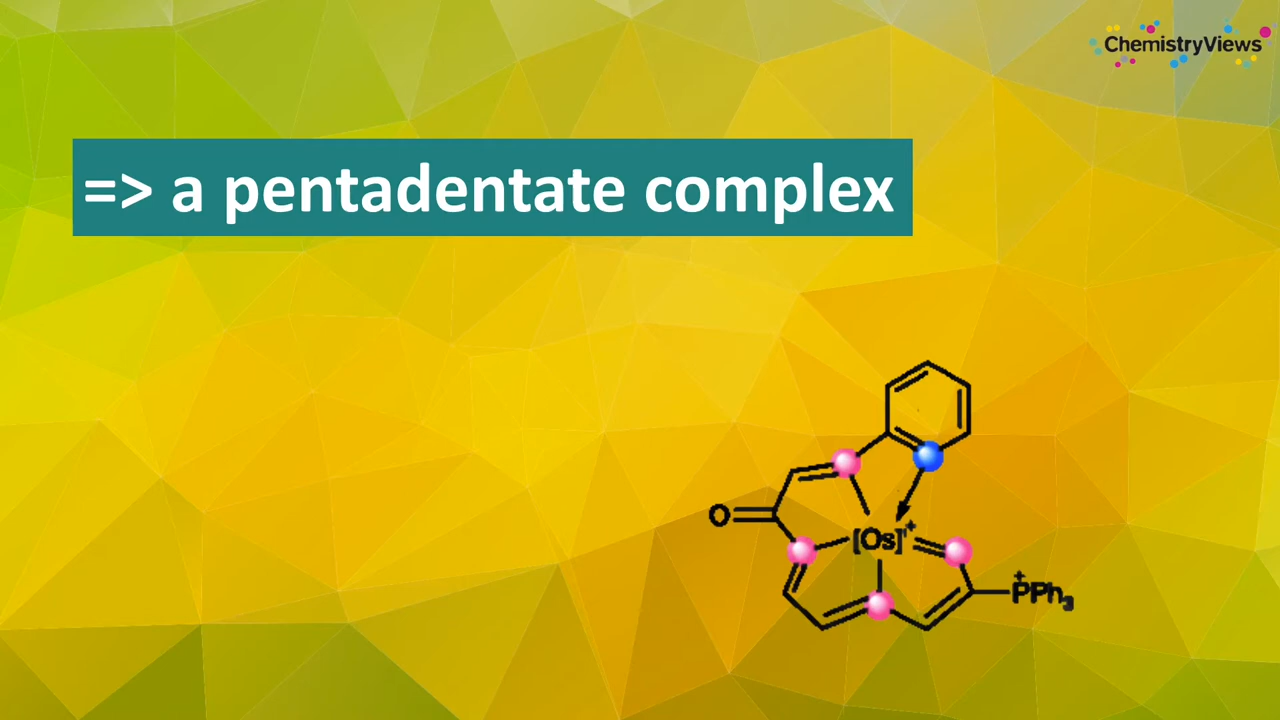 ChemistryViews
=> a pentadentate complex
O
[Os]⁺
⁺PPh₃